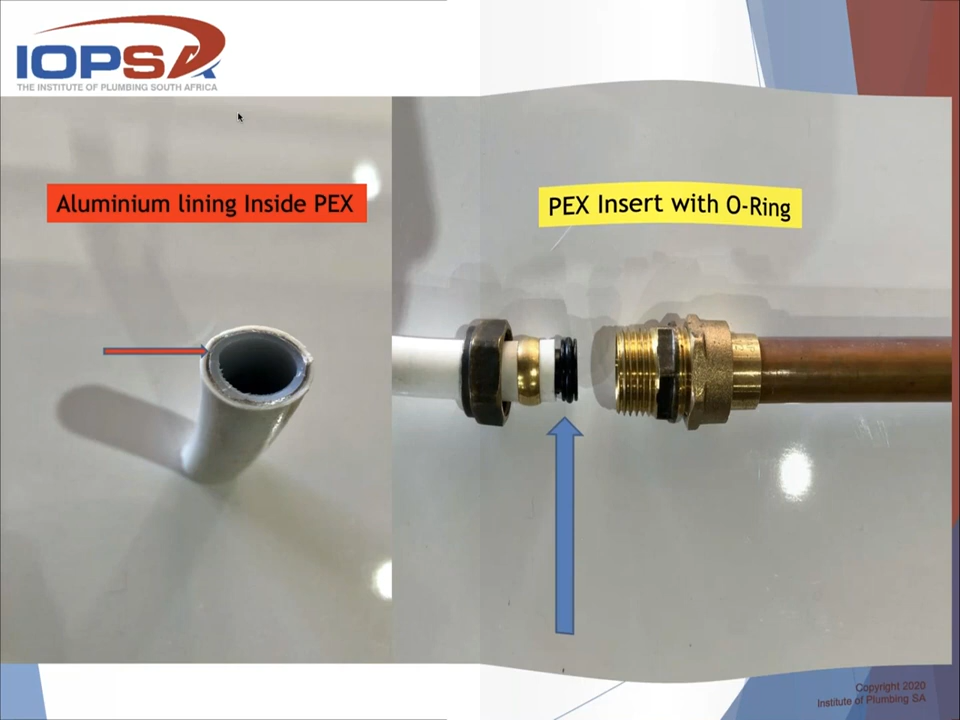 IOPSA
THE INSTITUTE OF PLUMBING SOUTH AFRICA
Aluminium lining Inside PEX
PEX Insert with O-Ring
Copyright 2020
Institute of Plumbing SA